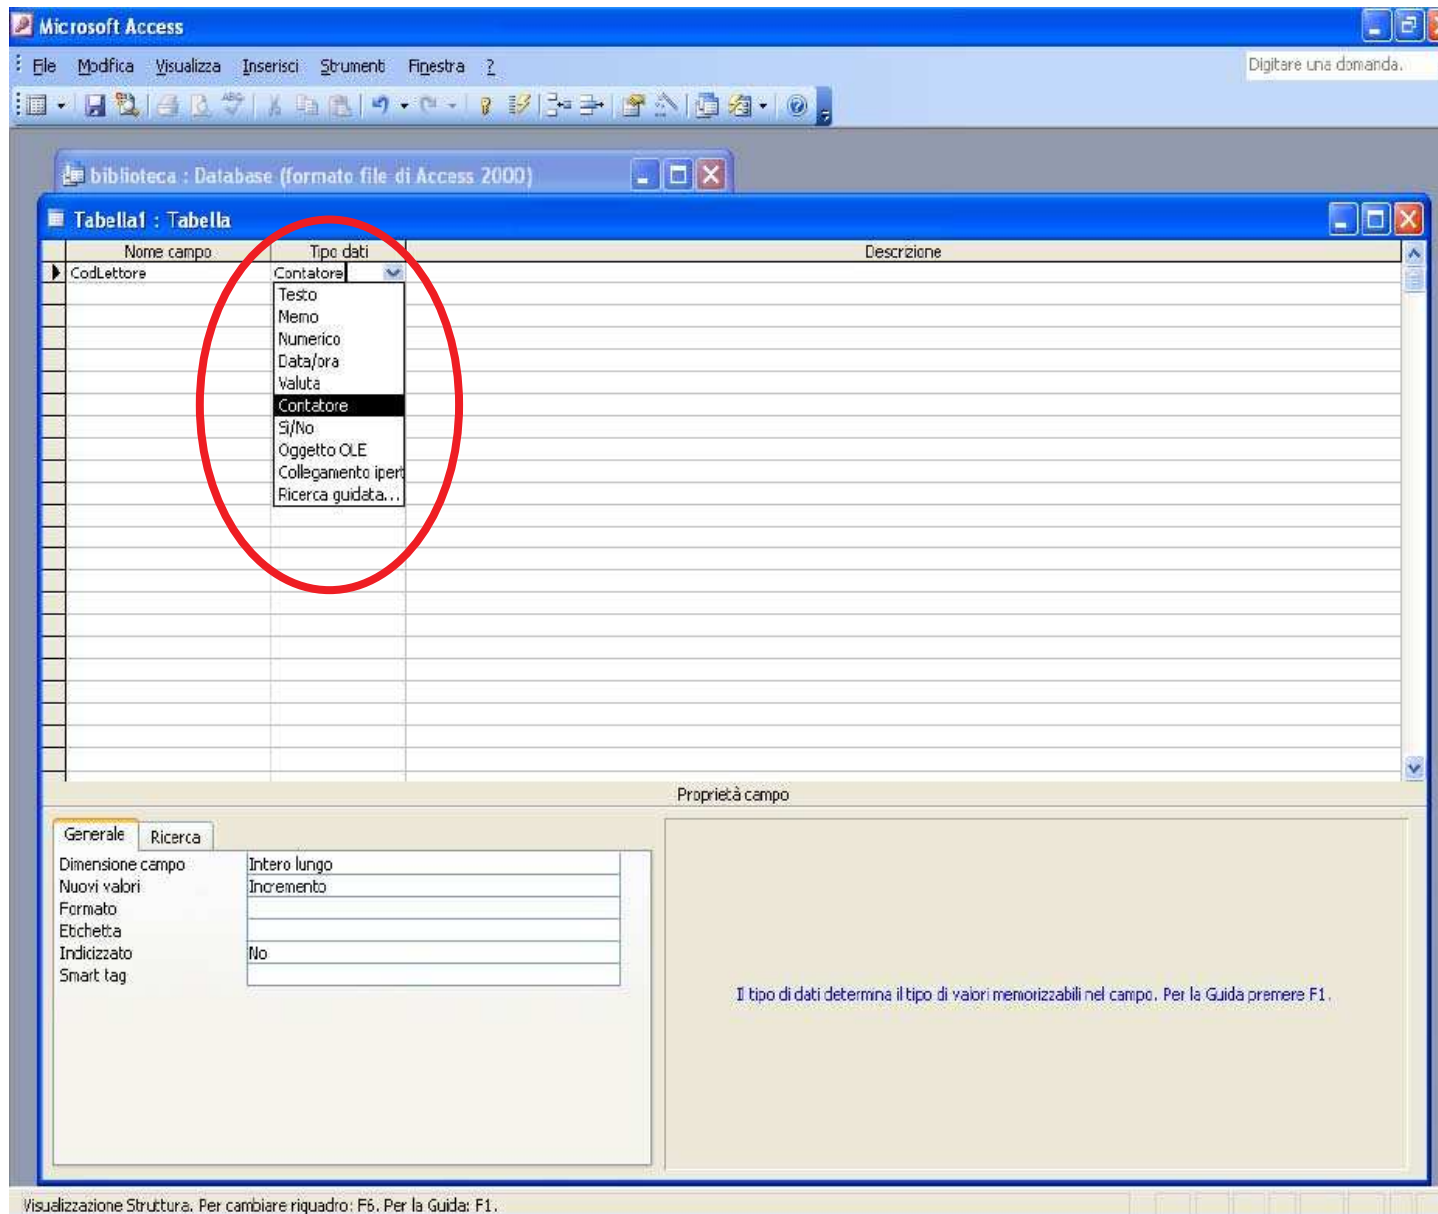 Microsoft Access
File Modifica Visualizza Inserisci Strumenti Finestra ?
Digitare una domanda.
biblioteca : Database (formato file di Access 2000)
Tabella1 : Tabella
Nome campo Tipo dati Descrizione
CodLettore Contatore
Testo
Memo
Numerico
Data/ora
Valuta
Contatore
Sì/No
Oggetto OLE
Collegamento ipert
Ricerca guidata...
Proprietà campo
Generale Ricerca
Dimensione campo Intero lungo
Nuovi valori Incremento
Formato
Etichetta
Indicizzato No
Smart tag
Il tipo di dati determina il tipo di valori memorizzabili nel campo. Per la Guida premere F1.
Visualizzazione Struttura. Per cambiare riquadro: F6. Per la Guida: F1.